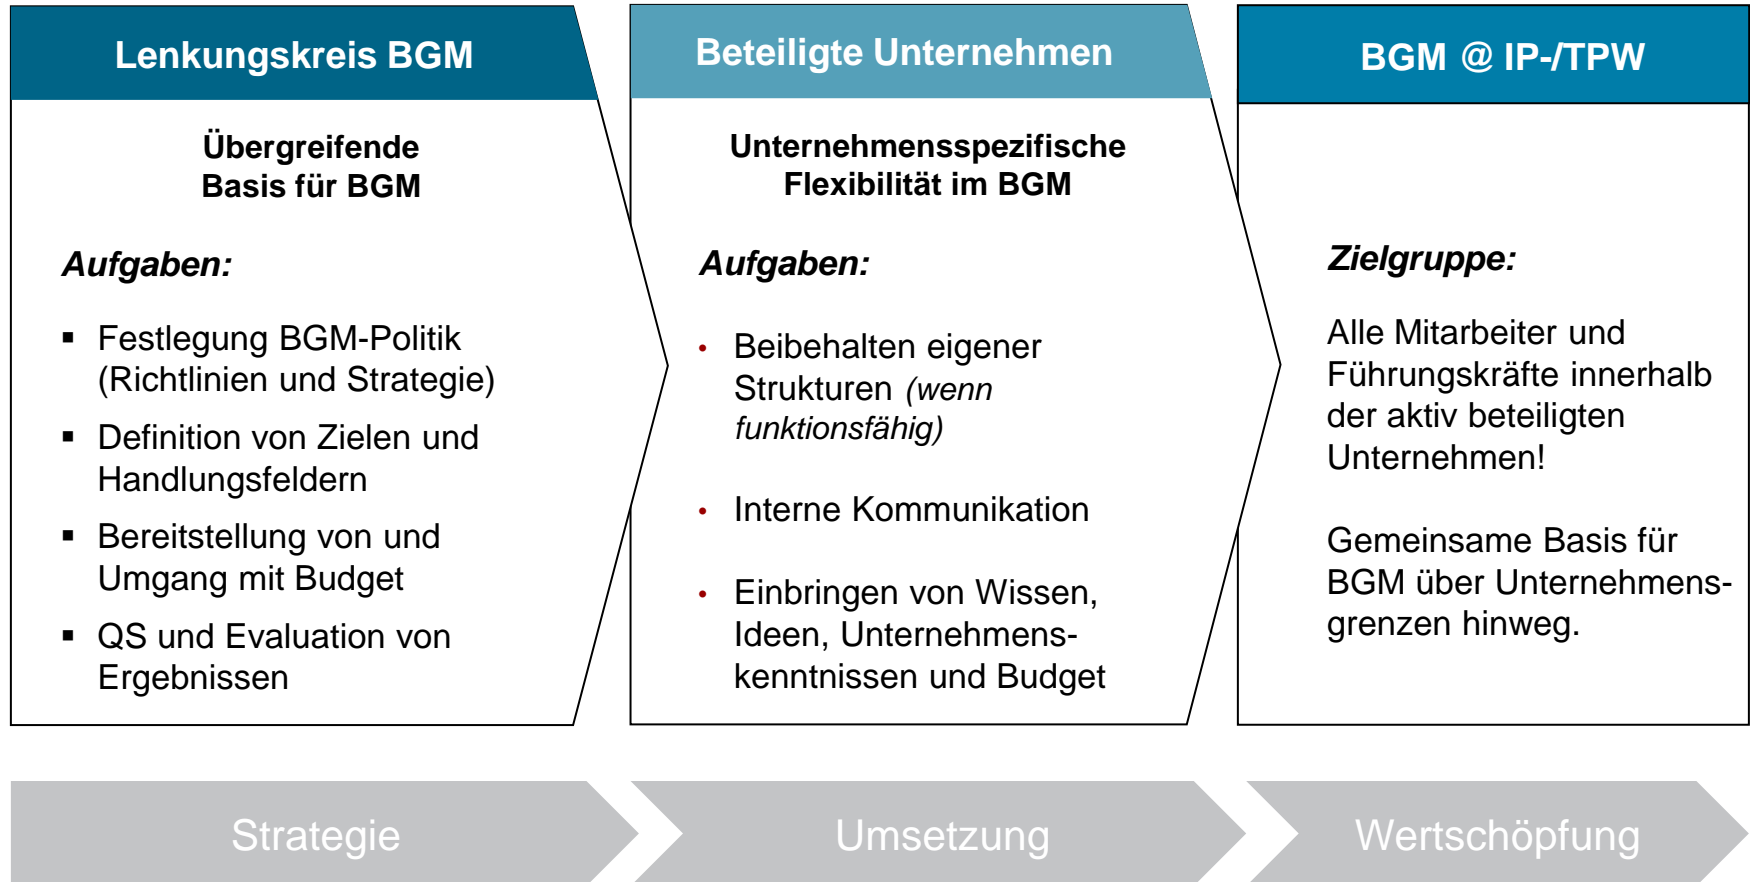 Lenkungskreis BGM
Übergreifende
Basis für BGM
Aufgaben:
▪ Festlegung BGM-Politik
(Richtlinien und Strategie)
▪ Definition von Zielen und
Handlungsfeldern
▪ Bereitstellung von und
Umgang mit Budget
▪ QS und Evaluation von
Ergebnissen
Beteiligte Unternehmen
Unternehmensspezifische
Flexibilität im BGM
Aufgaben:
• Beibehalten eigener
Strukturen (wenn
funktionsfähig)
• Interne Kommunikation
• Einbringen von Wissen,
Ideen, Unternehmens-
kenntnissen und Budget
BGM @ IP-/TPW
Zielgruppe:
Alle Mitarbeiter und
Führungskräfte innerhalb
der aktiv beteiligten
Unternehmen!
Gemeinsame Basis für
BGM über Unternehmens-
grenzen hinweg.
Strategie
Umsetzung
Wertschöpfung